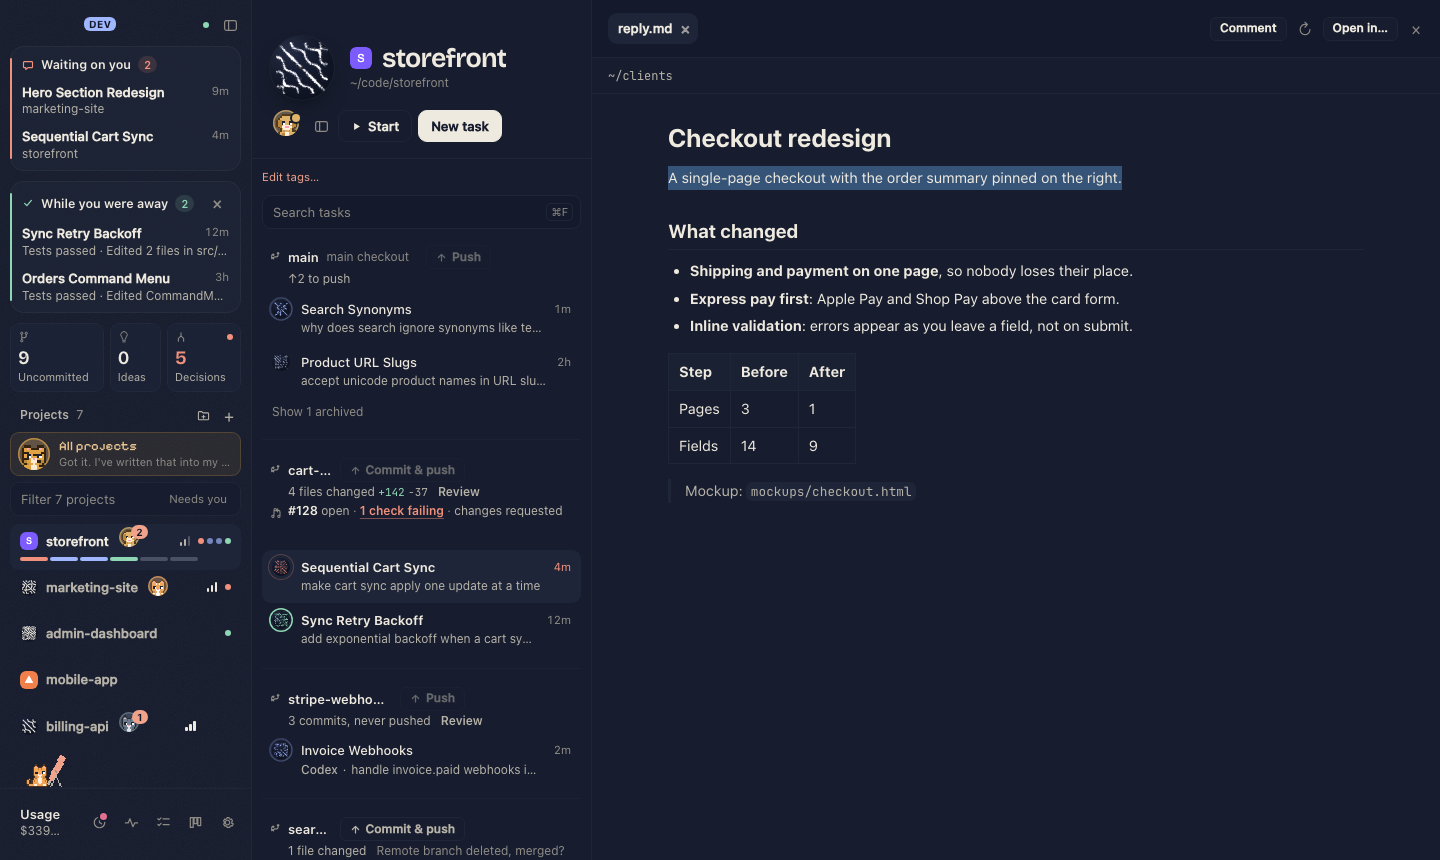 DEV
Waiting on you 2
Hero Section Redesign 9m
marketing-site
Sequential Cart Sync 4m
storefront
While you were away 2
Sync Retry Backoff 12m
Tests passed · Edited 2 files in src/...
Orders Command Menu 3h
Tests passed · Edited CommandM...
9
Uncommitted
0
Ideas
5
Decisions
Projects 7
All projects
Got it. I've written that into my ...
Filter 7 projects Needs you
S storefront 2
marketing-site
admin-dashboard
mobile-app
billing-api 1
Usage
$339...
S storefront
~/code/storefront
Start
New task
Edit tags...
Search tasks ⌘F
main main checkout ↑ Push
↑2 to push
Search Synonyms 1m
why does search ignore synonyms like te...
Product URL Slugs 2h
accept unicode product names in URL slu...
Show 1 archived
cart-... ↑ Commit & push
4 files changed +142 -37 Review
#128 open · 1 check failing · changes requested
Sequential Cart Sync 4m
make cart sync apply one update at a time
Sync Retry Backoff 12m
add exponential backoff when a cart sy...
stripe-webho... ↑ Push
3 commits, never pushed Review
Invoice Webhooks 2m
Codex · handle invoice.paid webhooks i...
sear... ↑ Commit & push
1 file changed Remote branch deleted, merged?
reply.md ×
Comment
Open in...
×
~/clients
Checkout redesign
A single-page checkout with the order summary pinned on the right.
What changed
• Shipping and payment on one page, so nobody loses their place.
• Express pay first: Apple Pay and Shop Pay above the card form.
• Inline validation: errors appear as you leave a field, not on submit.
Step Before After
Pages 3 1
Fields 14 9
Mockup: mockups/checkout.html